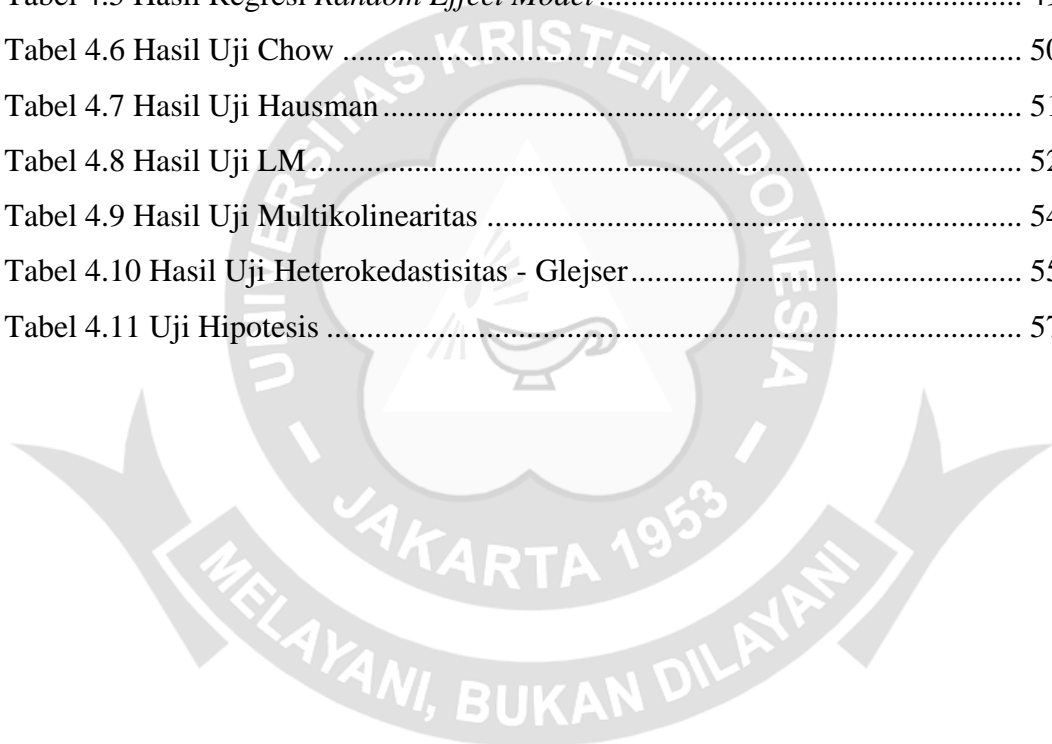 Tabel 4.6 Hasil Uji Chow ........................................................................................... 50
Tabel 4.7 Hasil Uji Hausman ..................................................................................... 51
Tabel 4.8 Hasil Uji LM ............................................................................................... 52
Tabel 4.9 Hasil Uji Multikolinearitas ........................................................................ 54
Tabel 4.10 Hasil Uji Heterokedastisitas - Glejser ..................................................... 55
Tabel 4.11 Uji Hipotesis ............................................................................................. 57
UNIVERSITAS KRISTEN INDONESIA
JAKARTA 1953
MELAYANI, BUKAN DILAYANI